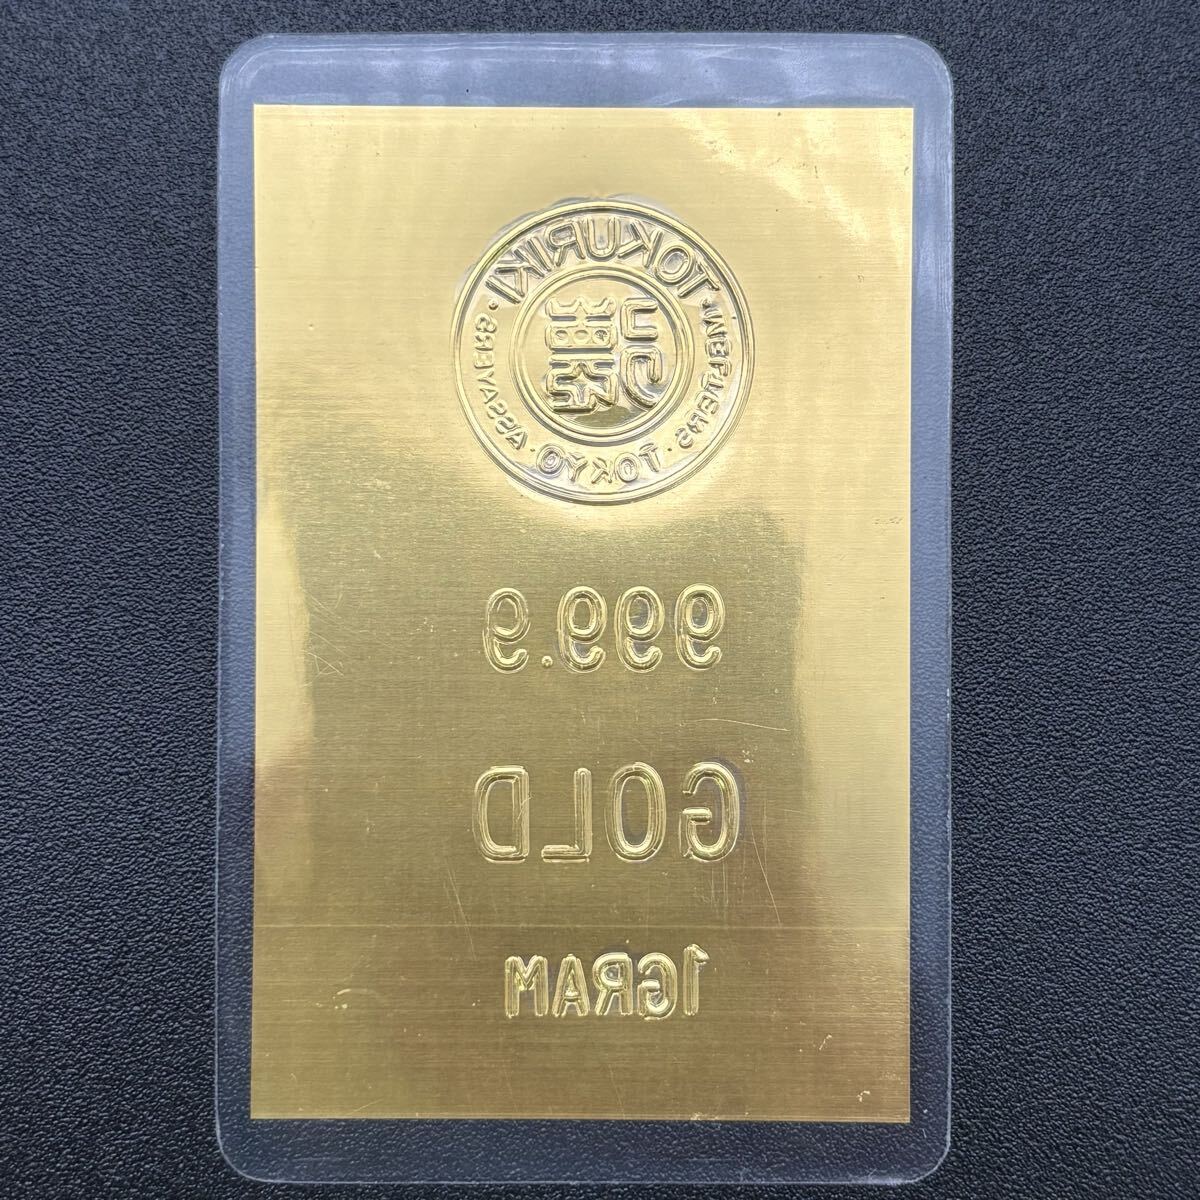 TOKURIKI
· MELTERS · TOKYO · ASSAYERS ·
999.9
GOLD
1GRAM